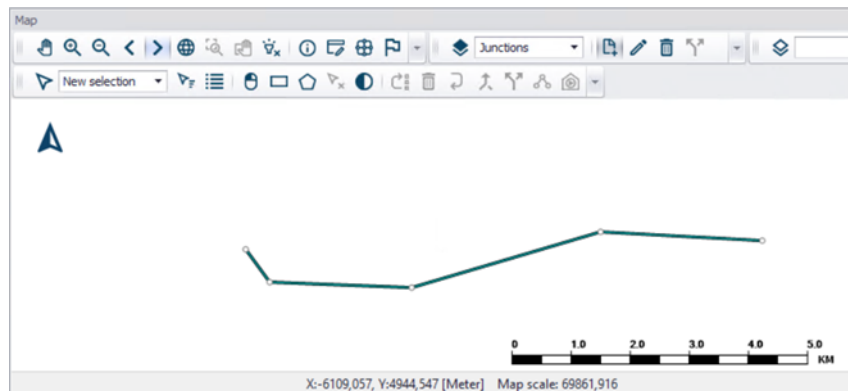 Map
Junctions
New selection
0 1.0 2.0 3.0 4.0 5.0
KM
X:-6109,057, Y:4944,547 [Meter] Map scale: 69861,916